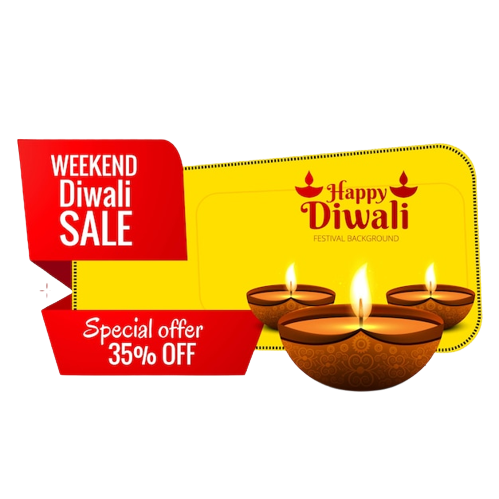 WEEKEND
Diwali
SALE
Happy
Diwali
FESTIVAL BACKGROUND
Special offer
35% OFF